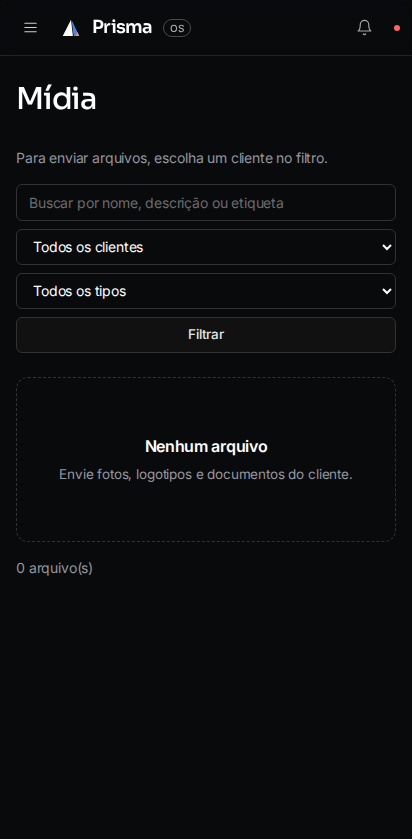 Prisma OS
Mídia
Para enviar arquivos, escolha um cliente no filtro.
Buscar por nome, descrição ou etiqueta
Todos os clientes
Todos os tipos
Filtrar
Nenhum arquivo
Envie fotos, logotipos e documentos do cliente.
0 arquivo(s)